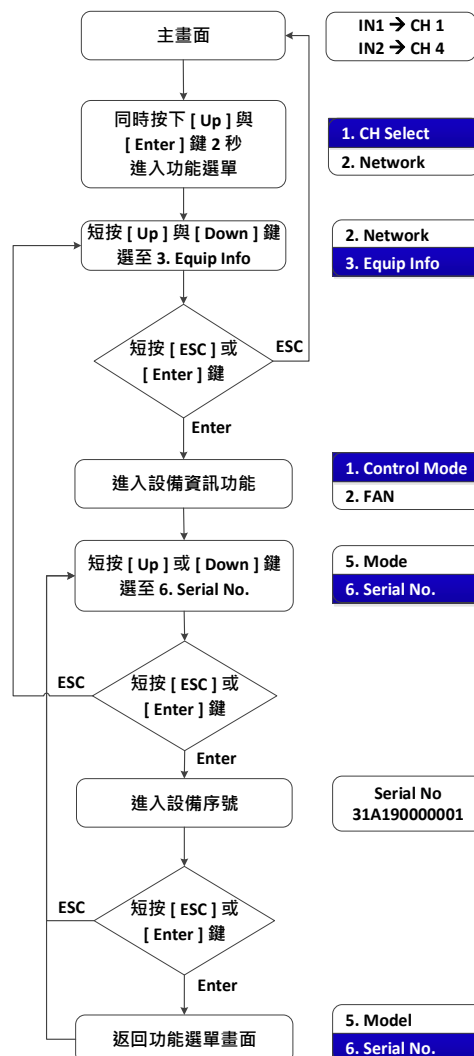 主畫面
IN1 → CH 1
IN2 → CH 4
同時按下 [ Up ] 與
[ Enter ] 鍵 2 秒
進入功能選單
1. CH Select
2. Network
短按 [ Up ] 與 [ Down ] 鍵
選至 3. Equip Info
2. Network
3. Equip Info
短按 [ ESC ] 或
[ Enter ] 鍵
ESC
Enter
進入設備資訊功能
1. Control Mode
2. FAN
短按 [ Up ] 或 [ Down ] 鍵
選至 6. Serial No.
5. Mode
6. Serial No.
ESC
短按 [ ESC ] 或
[ Enter ] 鍵
Enter
進入設備序號
Serial No
31A190000001
ESC
短按 [ ESC ] 或
[ Enter ] 鍵
Enter
返回功能選單畫面
5. Model
6. Serial No.